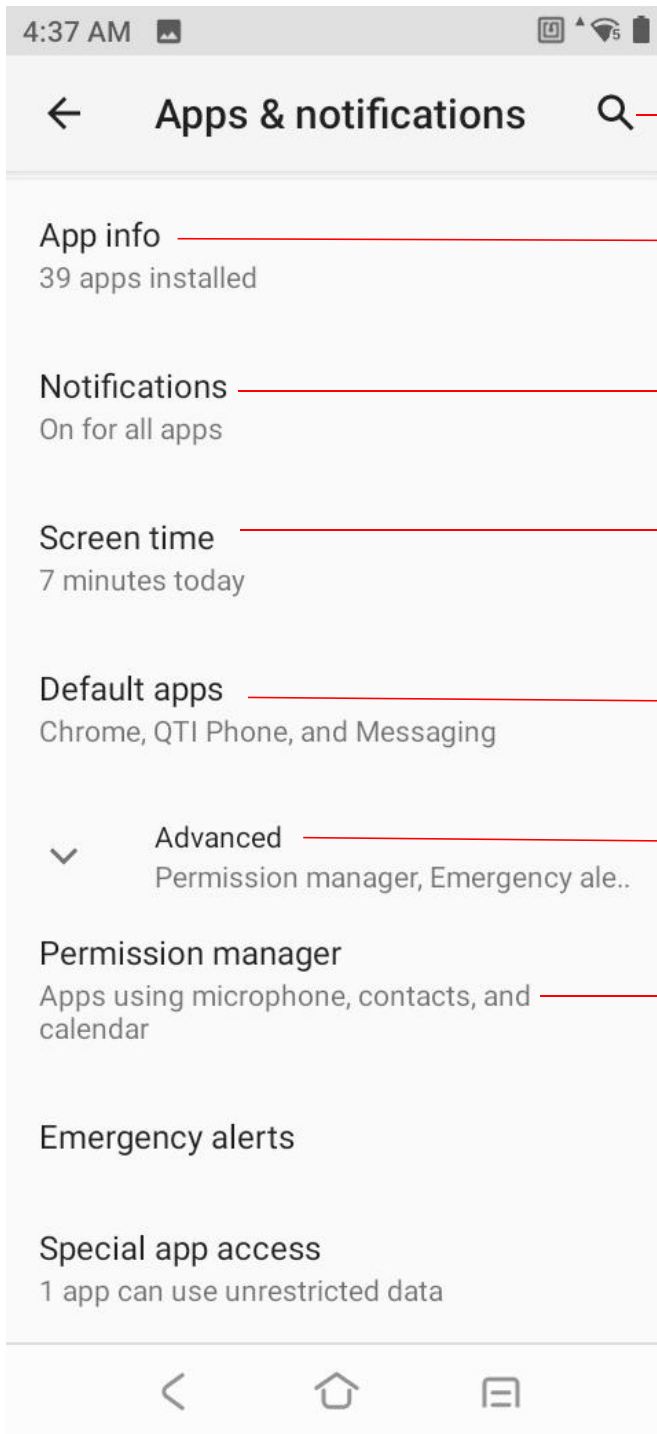 4:37 AM
5
Apps & notifications
App info
39 apps installed
Notifications
On for all apps
Screen time
7 minutes today
Default apps
Chrome, QTI Phone, and Messaging
Advanced
Permission manager, Emergency ale..
Permission manager
Apps using microphone, contacts, and
calendar
Emergency alerts
Special app access
1 app can use unrestricted data